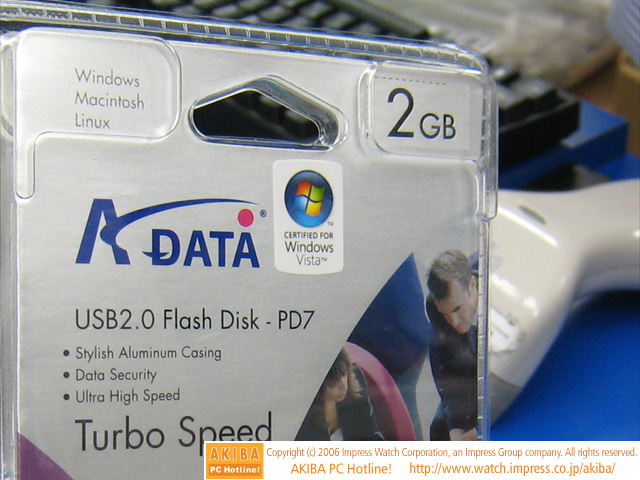 Windows
Macintosh
Linux
2GB
A DATA®
CERTIFIED FOR
Windows
Vista™
USB2.0 Flash Disk - PD7
• Stylish Aluminum Casing
• Data Security
• Ultra High Speed
Turbo Speed
AKIBA
PC Hotline!
Copyright (c) 2006 Impress Watch Corporation, an Impress Group company. All rights reserved.
AKIBA PC Hotline! http://www.watch.impress.co.jp/akiba/